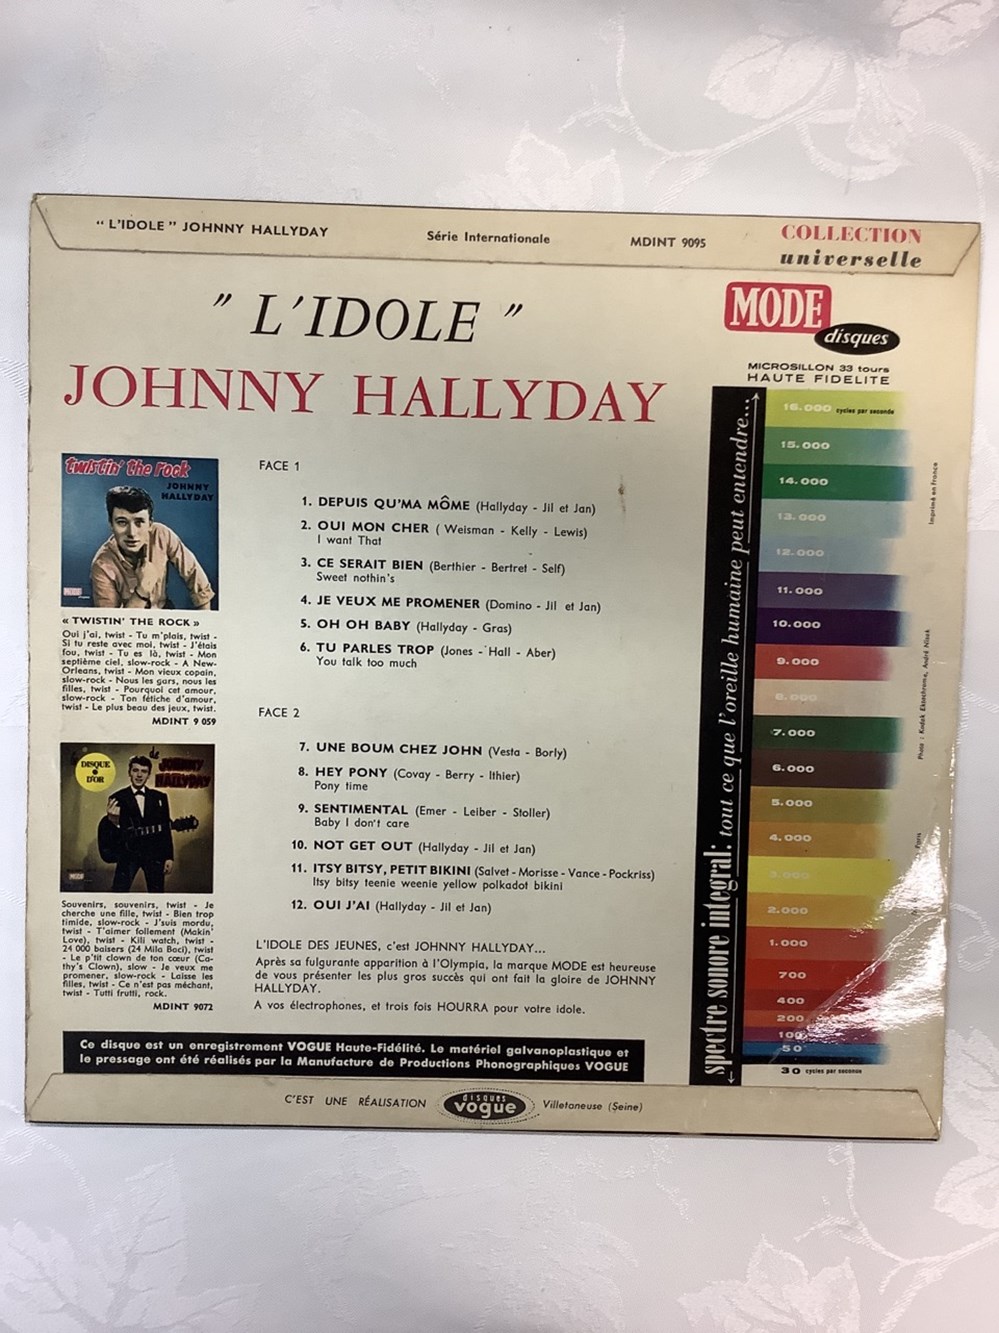 " L'IDOLE " JOHNNY HALLYDAY
Série Internationale
MDINT 9095
COLLECTION
universelle
" L'IDOLE "
JOHNNY HALLYDAY
MODE
disques
MICROSILLON 33 tours
HAUTE FIDELITE
twistin' the rock
JOHNNY
HALLYDAY
« TWISTIN' THE ROCK »
Oui j'ai, twist - Tu m'plais, twist -
Si tu reste avec moi, twist - J'étais
fou, twist - Tu es là, twist - Mon
septième ciel, slow-rock - A New-
Orleans, twist - Mon vieux copain,
slow-rock - Nous les gars, nous les
filles, twist - Pourquoi cet amour,
slow-rock - Ton fétiche d'amour,
twist - Le plus beau des jeux, twist.
MDINT 9 059
DISQUE
D'OR
de
JOHNNY
HALLYDAY
Souvenirs, souvenirs, twist - Je
cherche une fille, twist - Bien trop
timide, slow-rock - J'suis mordu,
twist - T'aimer follement (Makin'
Love), twist - Kili watch, twist -
24 000 baisers (24 Mila Baci), twist
- Le p'tit clown de ton cœur (Ca-
thy's Clown), slow - Je veux me
promener, slow-rock - Laisse les
filles, twist - Ce n'est pas méchant,
twist - Tutti frutti, rock.
MDINT 9072
FACE 1
1. DEPUIS QU'MA MÔME (Hallyday - Jil et Jan)
2. OUI MON CHER ( Weisman - Kelly - Lewis)
I want That
3. CE SERAIT BIEN (Berthier - Bertret - Self)
Sweet nothin's
4. JE VEUX ME PROMENER (Domino - Jil et Jan)
5. OH OH BABY (Hallyday - Gras)
6. TU PARLES TROP (Jones - Hall - Aber)
You talk too much
FACE 2
7. UNE BOUM CHEZ JOHN (Vesta - Borly)
8. HEY PONY (Covay - Berry - Ithier)
Pony time
9. SENTIMENTAL (Emer - Leiber - Stoller)
Baby I don't care
10. NOT GET OUT (Hallyday - Jil et Jan)
11. ITSY BITSY, PETIT BIKINI (Salvet - Morisse - Vance - Pockriss)
Itsy bitsy teenie weenie yellow polkadot bikini
12. OUI J'AI (Hallyday - Jil et Jan)
L'IDOLE DES JEUNES, c'est JOHNNY HALLYDAY...
Après sa fulgurante apparition à l'Olympia, la marque MODE est heureuse
de vous présenter les plus gros succès qui ont fait la gloire de JOHNNY
HALLYDAY.
A vos électrophones, et trois fois HOURRA pour votre idole.
spectre sonore integral: tout ce que l'oreille humaine peut entendre...
16.000 cycles par seconde
15.000
14.000
13.000
12.000
11.000
10.000
9.000
8.000
7.000
6.000
5.000
4.000
3.000
2.000
1.000
700
400
200
100
50
30 cycles par seconde
Imprimé en France
Photo : Kodak Ektachrome, André Nisak
Paris
Ce disque est un enregistrement VOGUE Haute-Fidélité. Le matériel galvanoplastique et
le pressage ont été réalisés par la Manufacture de Productions Phonographiques VOGUE
C'EST UNE RÉALISATION
disques
vogue
Villetaneuse (Seine)